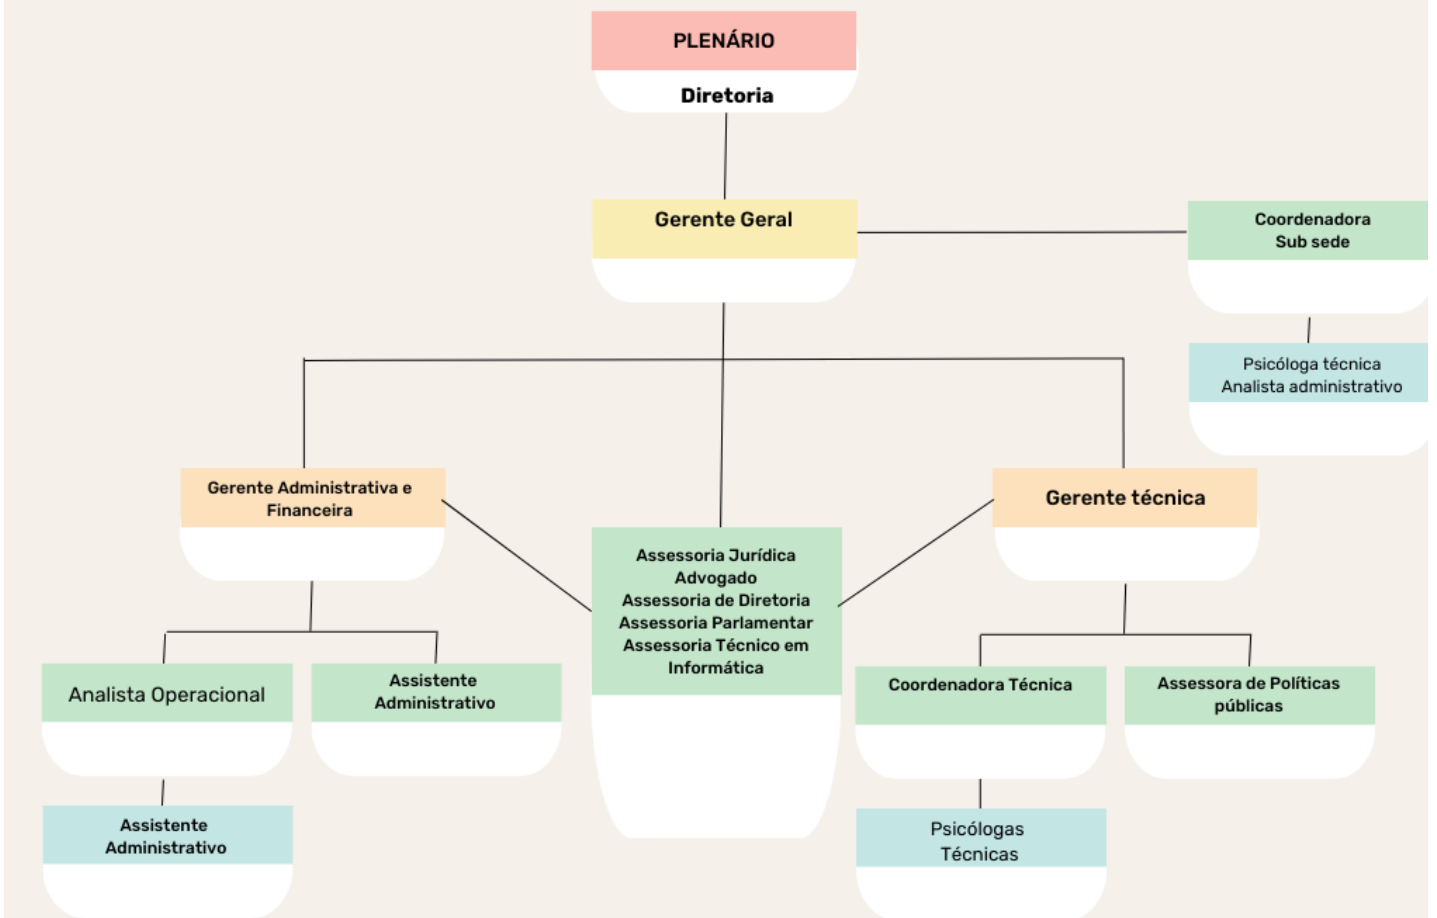 PLENÁRIO
Diretoria
Gerente Geral
Coordenadora
Sub sede
Psicóloga técnica
Analista administrativo
Gerente Administrativa e
Financeira
Gerente técnica
Assessoria Jurídica
Advogado
Assessoria de Diretoria
Assessoria Parlamentar
Assessoria Técnico em
Informática
Analista Operacional
Assistente
Administrativo
Coordenadora Técnica
Assessora de Políticas
públicas
Assistente
Administrativo
Psicólogas
Técnicas